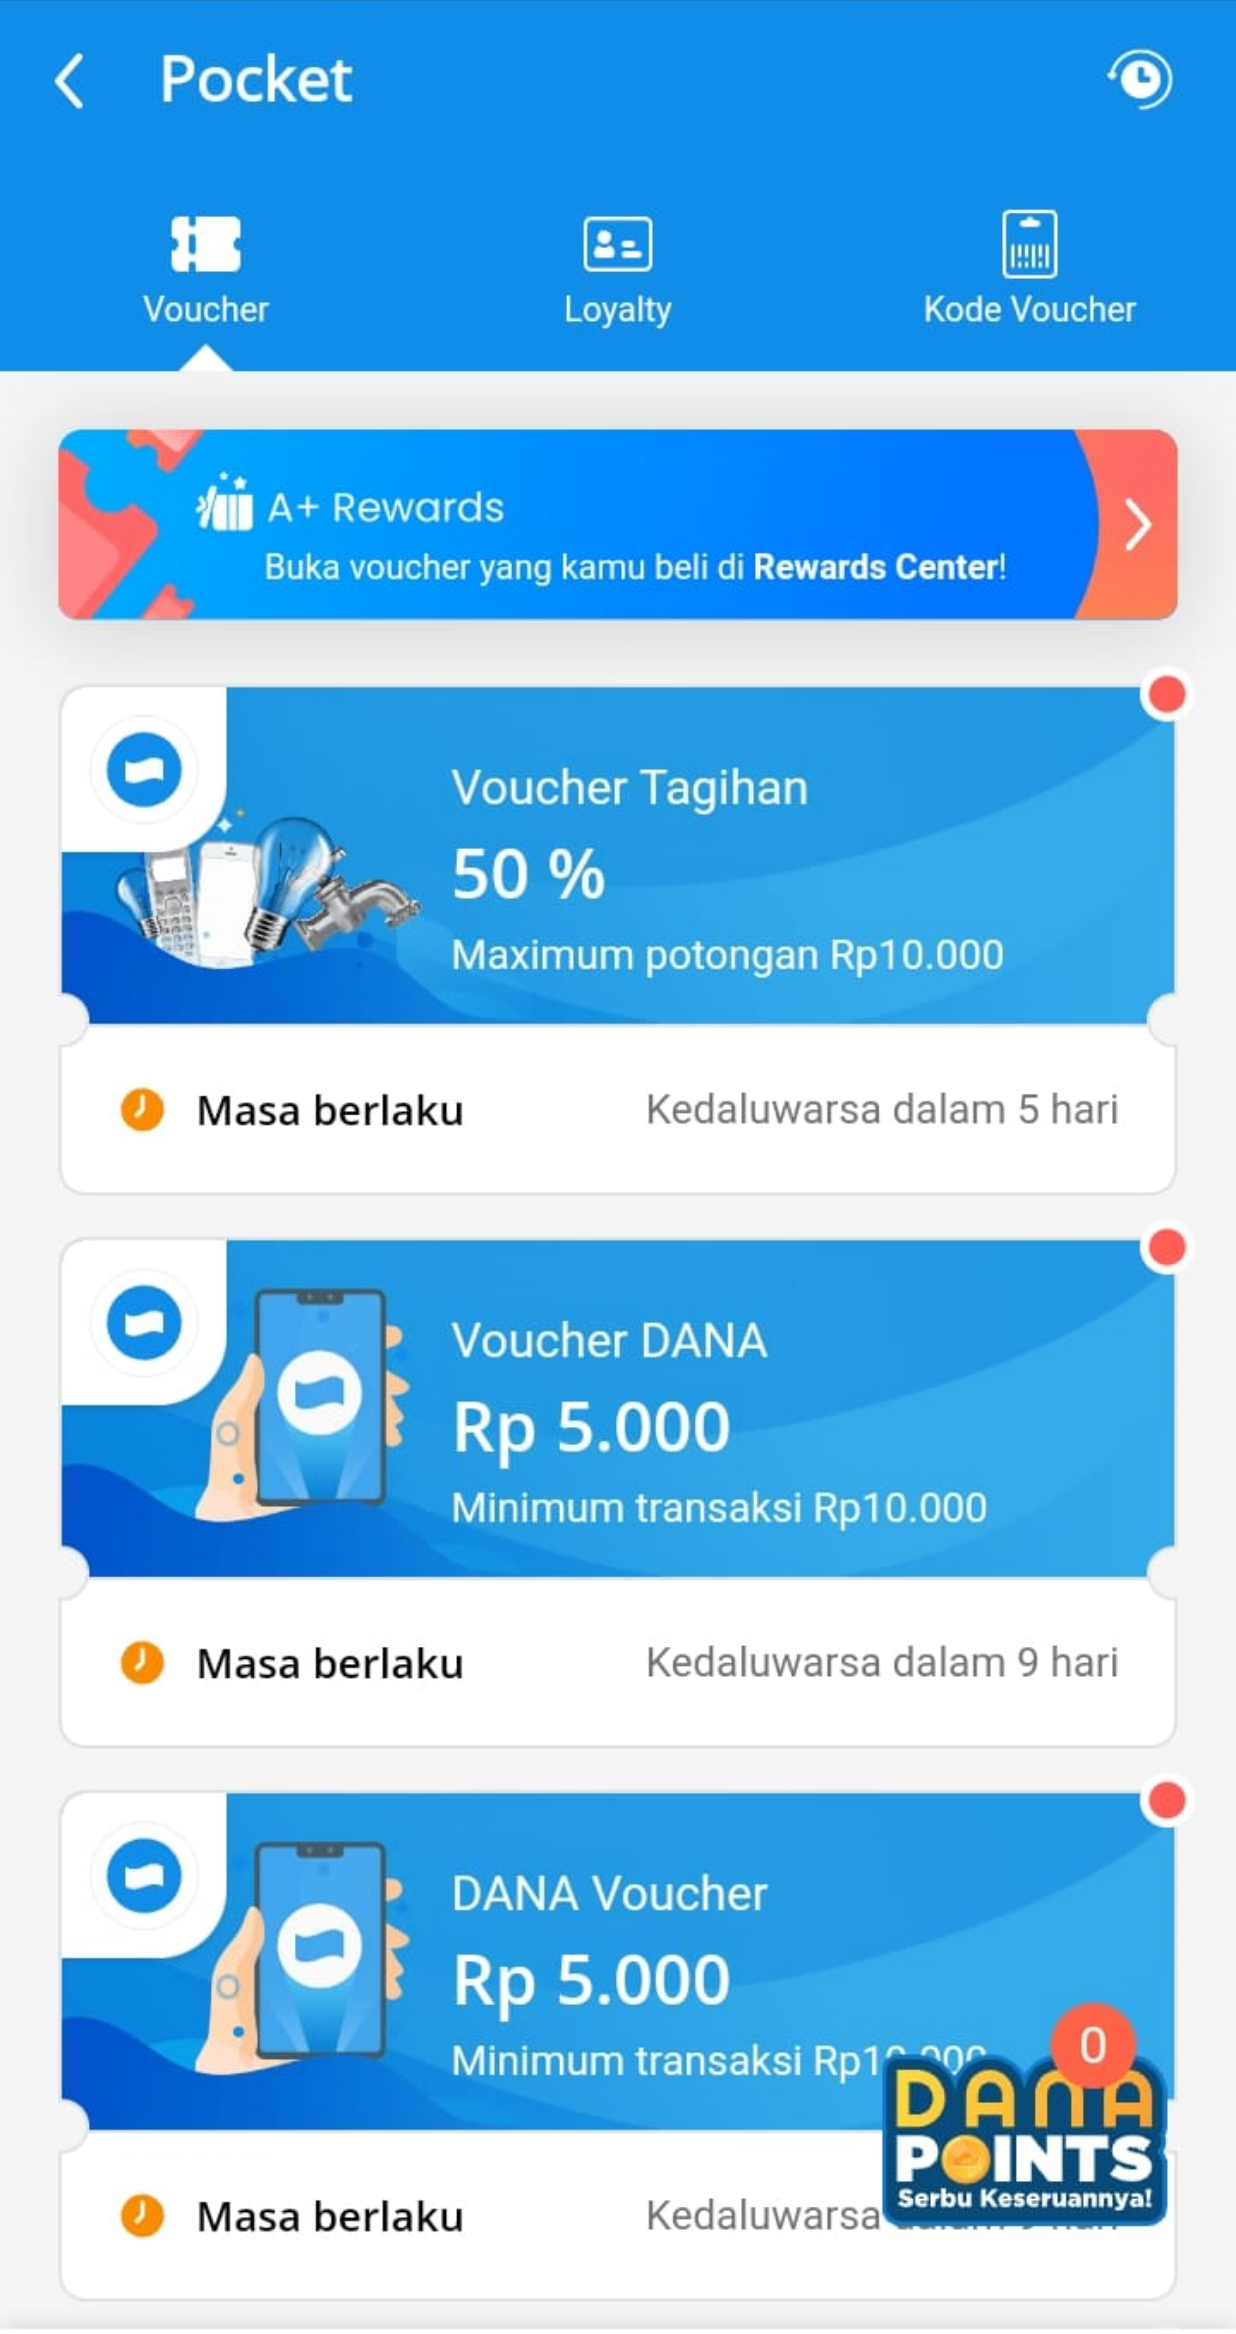 Pocket
Voucher
Loyalty
Kode Voucher
A+ Rewards
Buka voucher yang kamu beli di Rewards Center!
Voucher Tagihan
50 %
Maximum potongan Rp10.000
Masa berlaku
Kedaluwarsa dalam 5 hari
Voucher DANA
Rp 5.000
Minimum transaksi Rp10.000
Masa berlaku
Kedaluwarsa dalam 9 hari
DANA Voucher
Rp 5.000
Minimum transaksi
0
DANA
POINTS
Serbu Keseruannya!
Masa berlaku
Kedaluwarsa